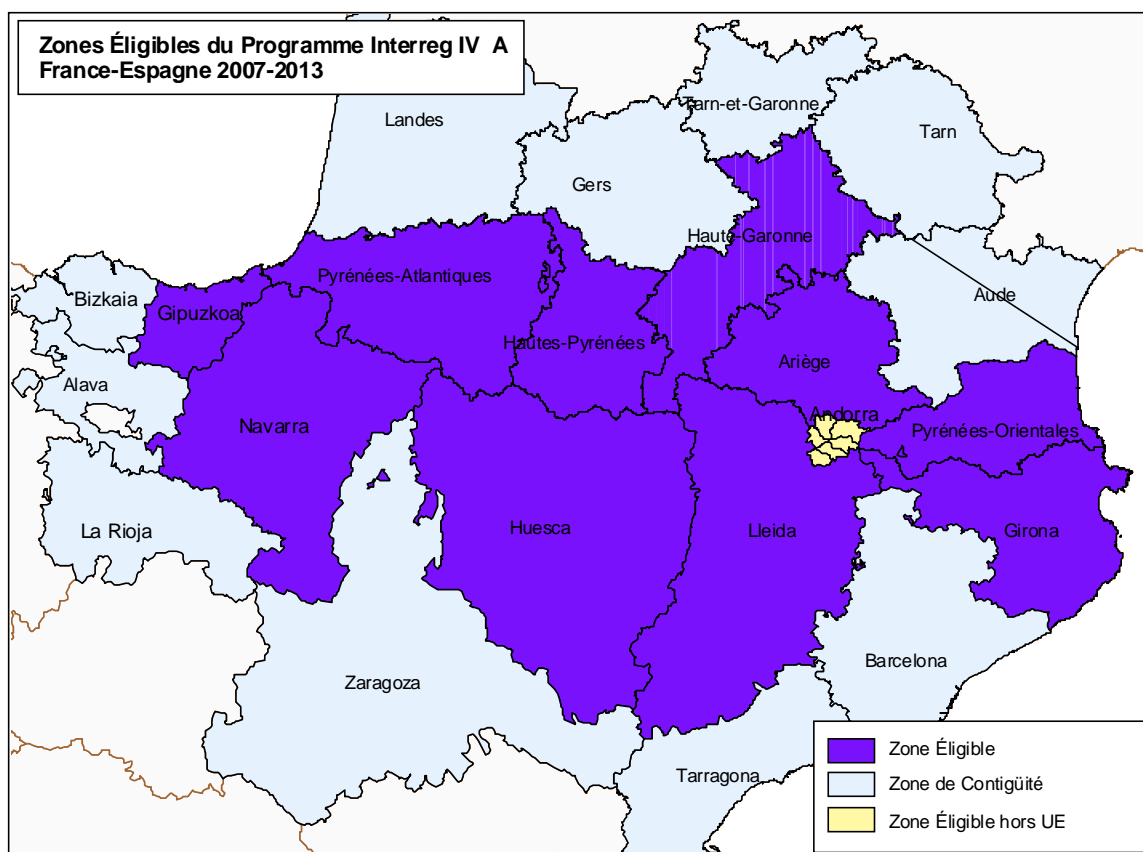 Zones Éligibles du Programme Interreg IV A
France-Espagne 2007-2013
Landes
Tarn-et-Garonne
Tarn
Gers
Haute-Garonne
Pyrénées-Atlantiques
Bizkaia
Gipuzkoa
Aude
Hautes-Pyrénées
Ariège
Alava
Andorra
Navarra
Pyrénées-Orientales
La Rioja
Huesca
Lleida
Girona
Barcelona
Zaragoza
Tarragona
Zone Éligible
Zone de Contigüité
Zone Éligible hors UE